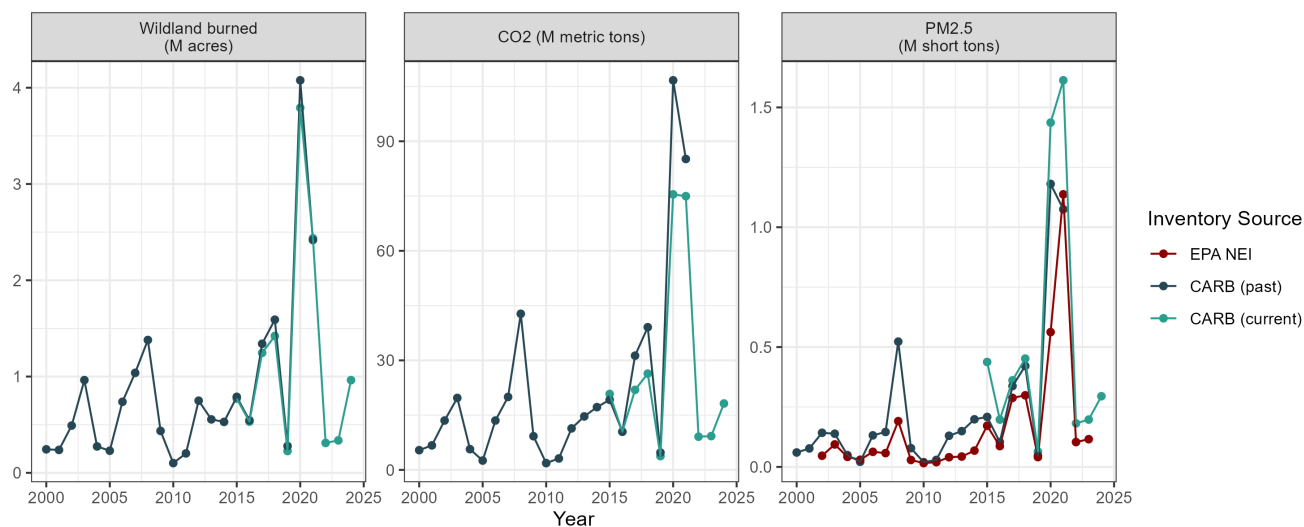 Wildland burned
(M acres)
CO2 (M metric tons)
PM2.5
(M short tons)
4
3
2
1
0
90
60
30
0
1.5
1.0
0.5
0.0
2000 2005 2010 2015 2020 2025
2000 2005 2010 2015 2020 2025
2000 2005 2010 2015 2020 2025
Year
Inventory Source
EPA NEI
CARB (past)
CARB (current)